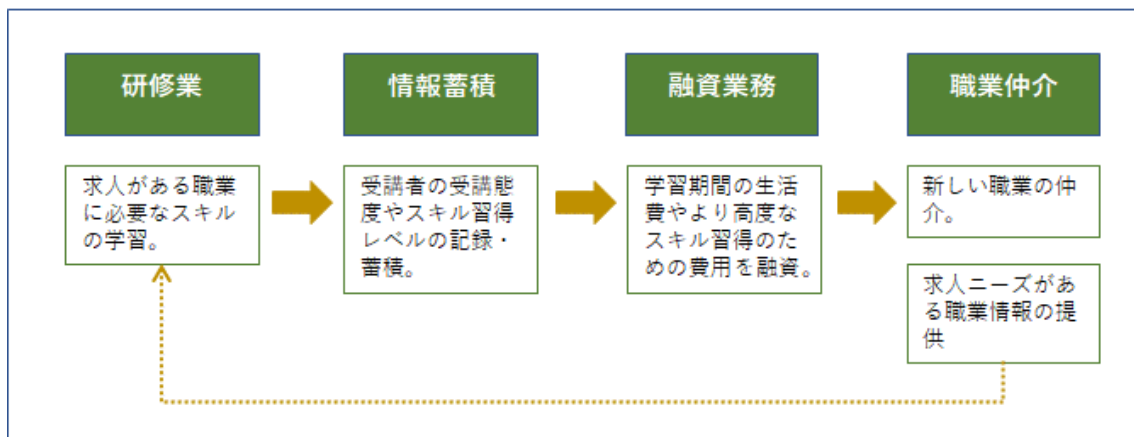 研修業
情報蓄積
融資業務
職業仲介
求人がある職業
に必要なスキル
の学習。
受講者の受講態
度やスキル習得
レベルの記録・
蓄積。
学習期間の生活
費やより高度な
スキル習得のた
めの費用を融資。
新しい職業の仲
介。
求人ニーズがあ
る職業情報の提
供